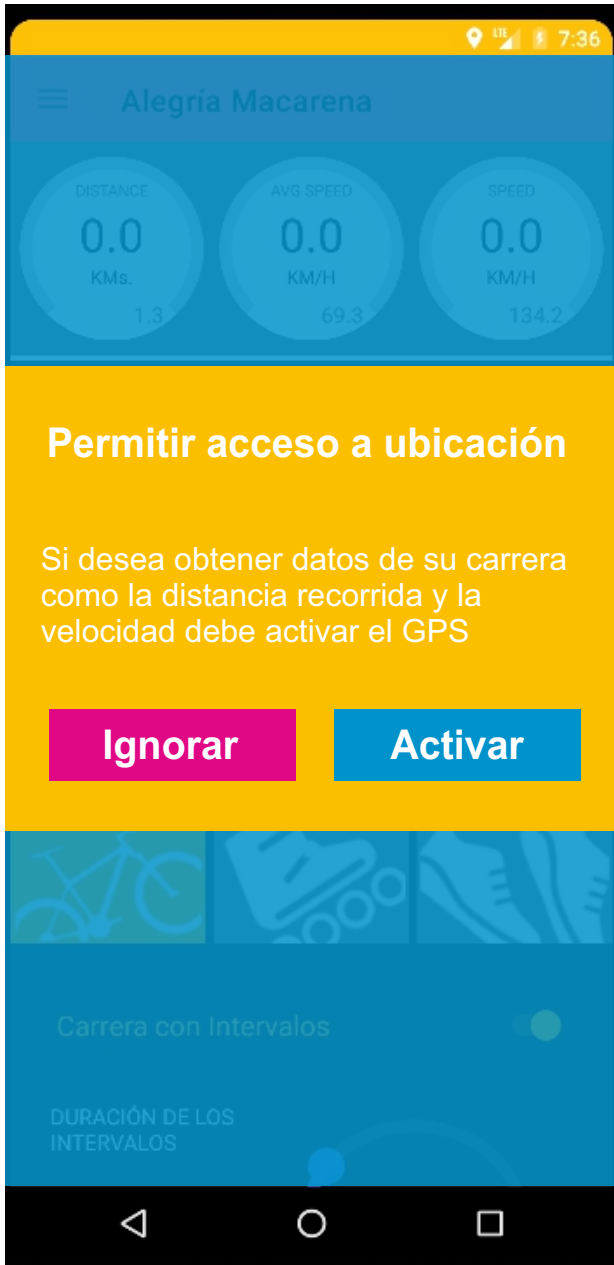 LTE 7:36
Alegría Macarena
DISTANCE AVG SPEED SPEED
0.0 0.0 0.0
KMs. KM/H KM/H
1.3 69.3 134.2
Permitir acceso a ubicación
Si desea obtener datos de su carrera
como la distancia recorrida y la
velocidad debe activar el GPS
Ignorar Activar
Carrera con Intervalos
DURACIÓN DE LOS
INTERVALOS